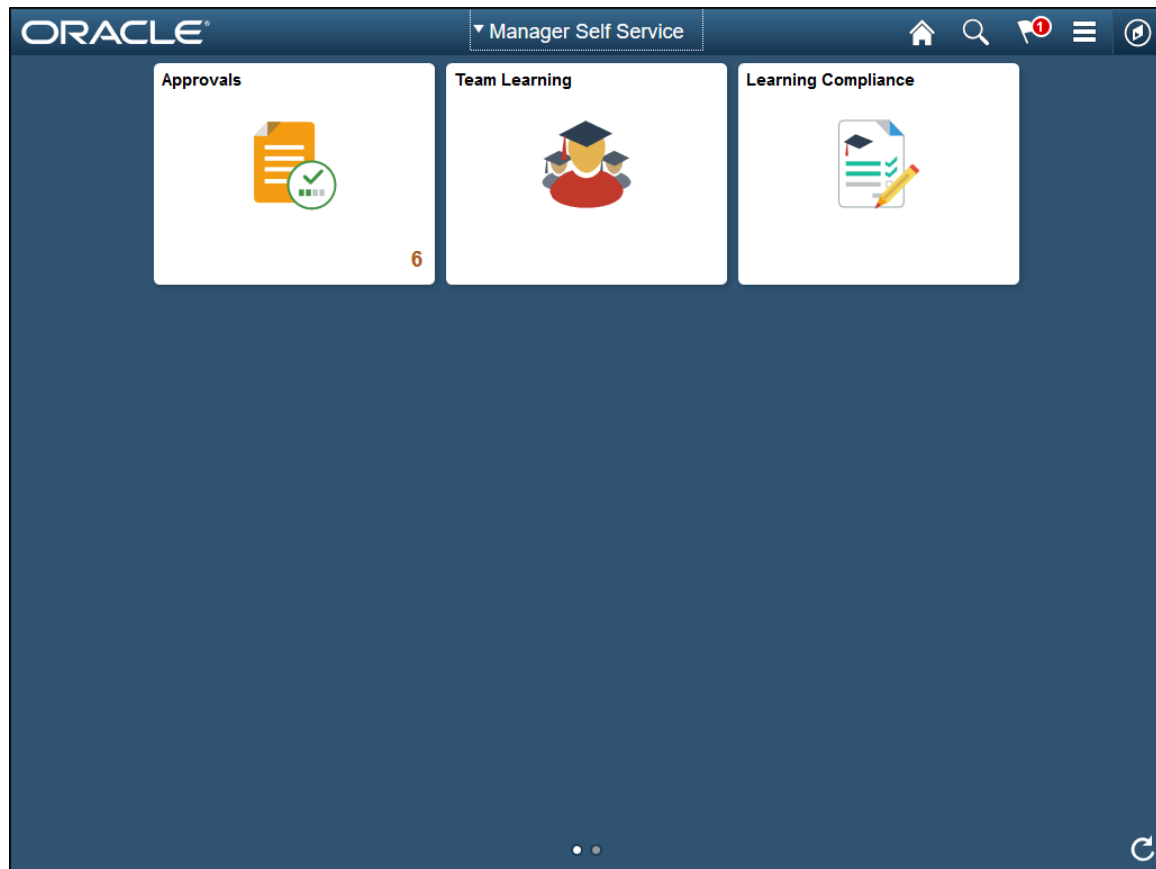 ORACLE®
Manager Self Service
1
Approvals
Team Learning
Learning Compliance
6